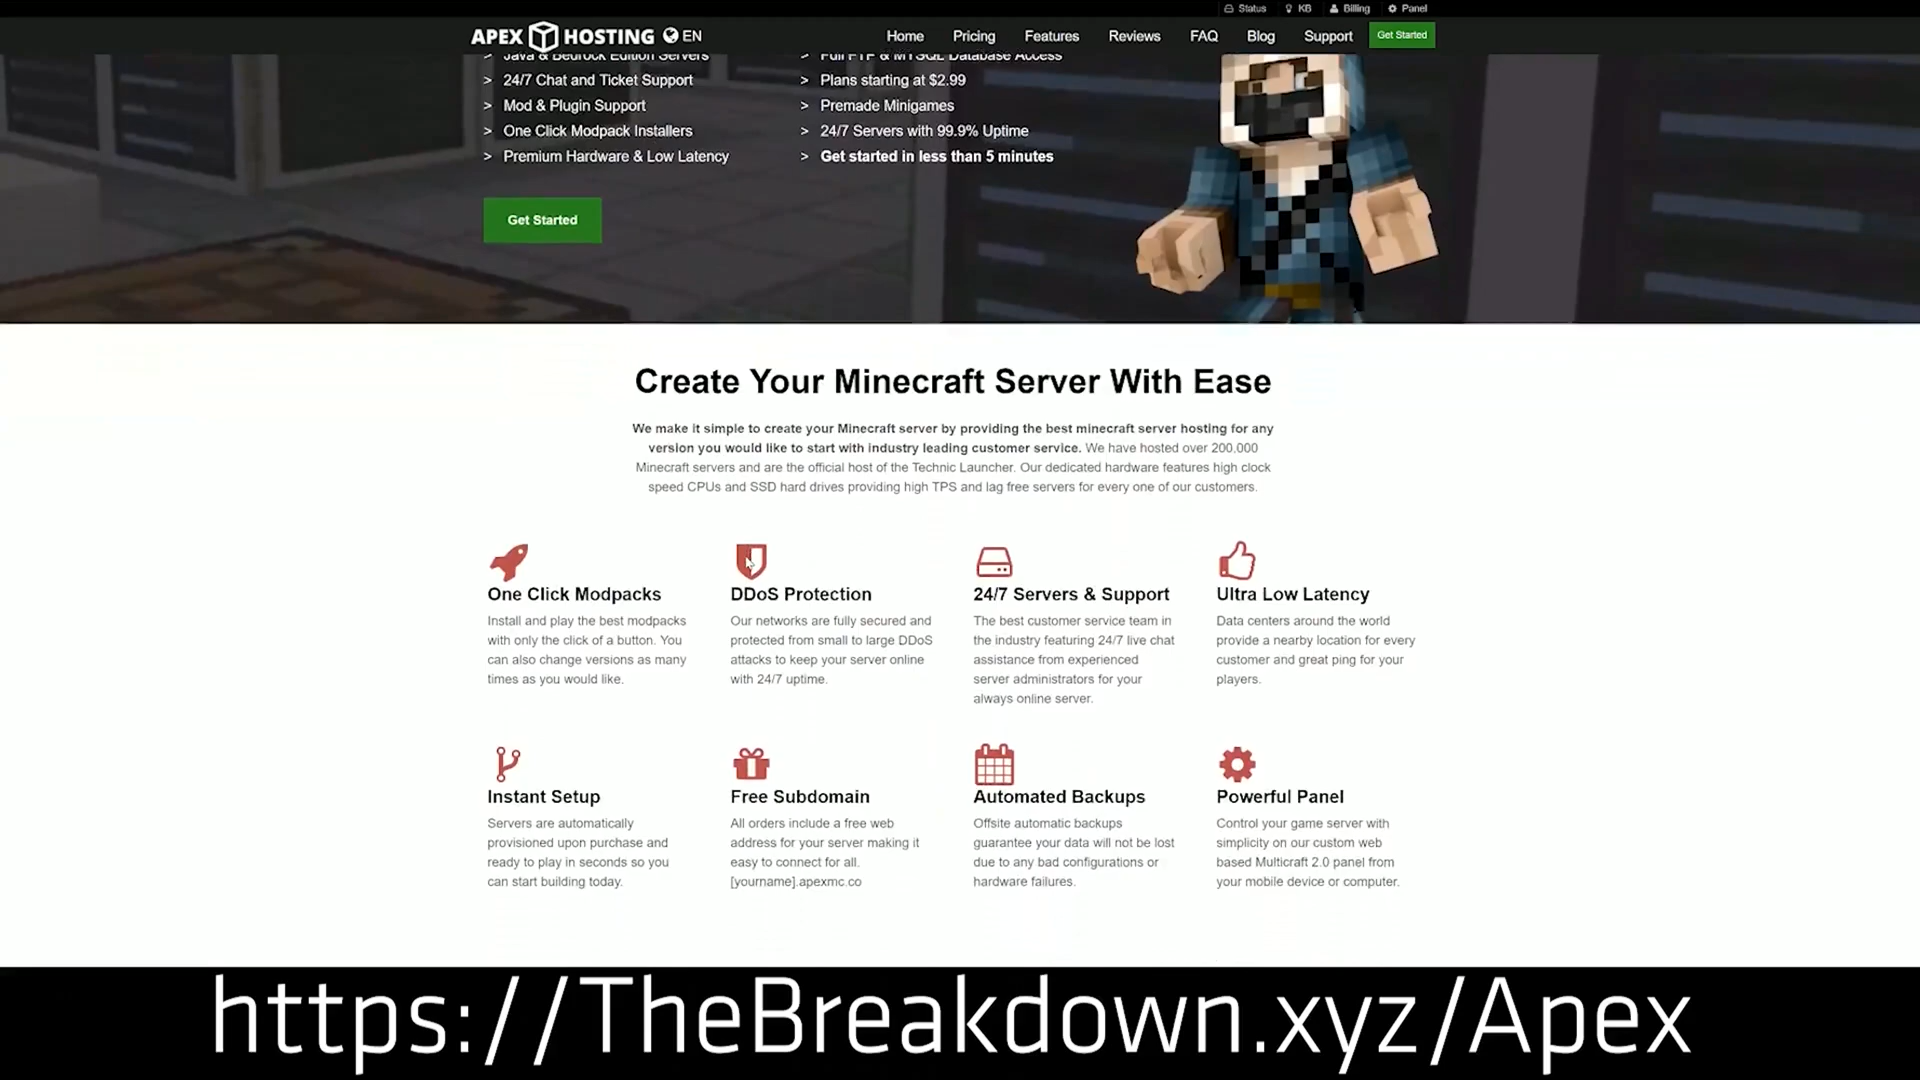 Status KB Billing Panel
APEX HOSTING EN Home Pricing Features Reviews FAQ Blog Support Get Started
> Java & Bedrock Edition Servers
> 24/7 Chat and Ticket Support
> Mod & Plugin Support
> One Click Modpack Installers
> Premium Hardware & Low Latency
> Full FTP & MYSQL Database Access
> Plans starting at $2.99
> Premade Minigames
> 24/7 Servers with 99.9% Uptime
> Get started in less than 5 minutes
Get Started
Create Your Minecraft Server With Ease
We make it simple to create your Minecraft server by providing the best minecraft server hosting for any
version you would like to start with industry leading customer service. We have hosted over 200,000
Minecraft servers and are the official host of the Technic Launcher. Our dedicated hardware features high clock
speed CPUs and SSD hard drives providing high TPS and lag free servers for every one of our customers.
One Click Modpacks
Install and play the best modpacks
with only the click of a button. You
can also change versions as many
times as you would like.
DDoS Protection
Our networks are fully secured and
protected from small to large DDoS
attacks to keep your server online
with 24/7 uptime.
24/7 Servers & Support
The best customer service team in
the industry featuring 24/7 live chat
assistance from experienced
server administrators for your
always online server.
Ultra Low Latency
Data centers around the world
provide a nearby location for every
customer and great ping for your
players.
Instant Setup
Servers are automatically
provisioned upon purchase and
ready to play in seconds so you
can start building today.
Free Subdomain
All orders include a free web
address for your server making it
easy to connect for all.
[yourname].apexmc.co
Automated Backups
Offsite automatic backups
guarantee your data will not be lost
due to any bad configurations or
hardware failures.
Powerful Panel
Control your game server with
simplicity on our custom web
based Multicraft 2.0 panel from
your mobile device or computer.
https://TheBreakdown.xyz/Apex